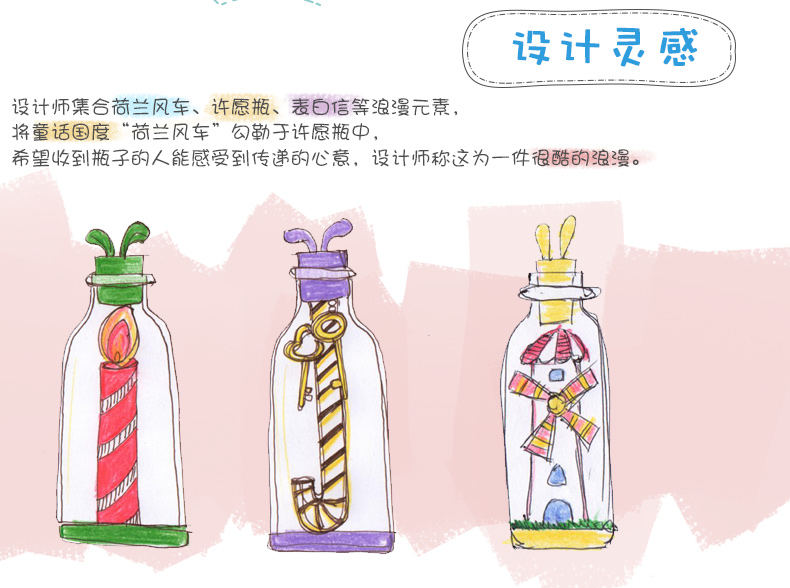 设计灵感
设计师集合荷兰风车、许愿瓶、表白信等浪漫元素，
将童话国度“荷兰风车”勾勒于许愿瓶中，
希望收到瓶子的人能感受到传递的心意，设计师称这为一件很酷的浪漫。